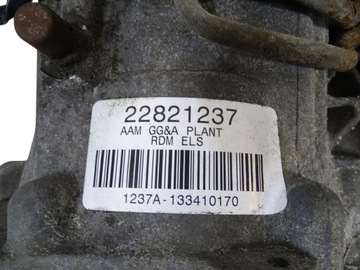 22821237
AAM GG&A PLANT
RDM ELS
1237A-133410170